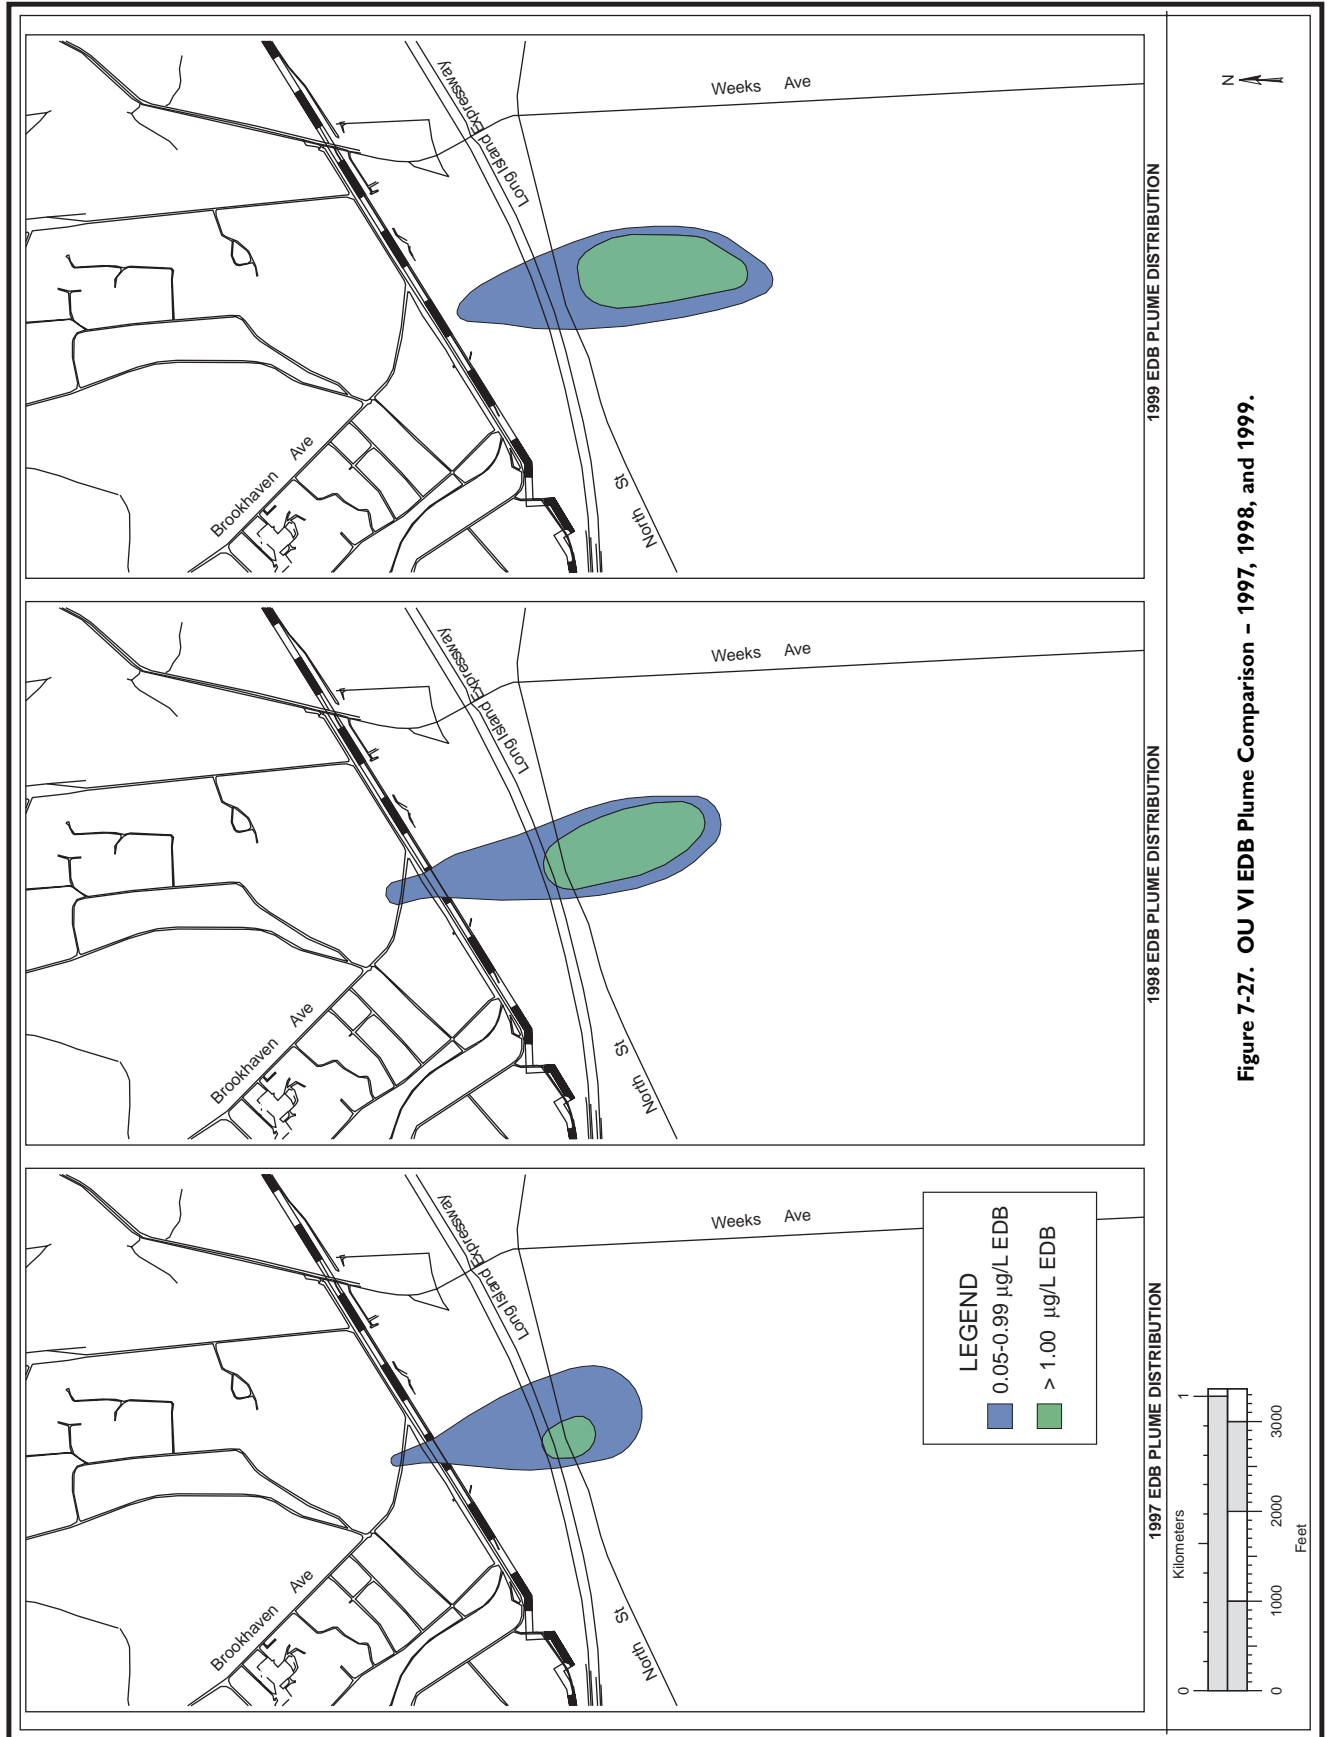 Brookhaven Ave
Long Island Expressway
Weeks Ave
North St
LEGEND
0.05-0.99 µg/L EDB
> 1.00 µg/L EDB
1997 EDB PLUME DISTRIBUTION
Brookhaven Ave
Long Island Expressway
Weeks Ave
North St
1998 EDB PLUME DISTRIBUTION
Brookhaven Ave
Long Island Expressway
Weeks Ave
North St
1999 EDB PLUME DISTRIBUTION
Kilometers
0 1
0 1000 2000 3000
Feet
Figure 7-27. OU VI EDB Plume Comparison – 1997, 1998, and 1999.
N